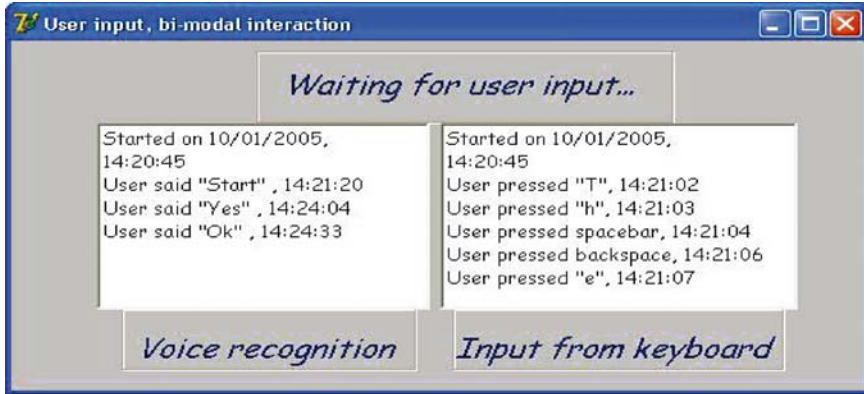 User input, bi-modal interaction
Waiting for user input...
Started on 10/01/2005,
14:20:45
User said "Start" , 14:21:20
User said "Yes" , 14:24:04
User said "Ok" , 14:24:33
Started on 10/01/2005,
14:20:45
User pressed "T", 14:21:02
User pressed "h", 14:21:03
User pressed spacebar, 14:21:04
User pressed backspace, 14:21:06
User pressed "e", 14:21:07
Voice recognition
Input from keyboard